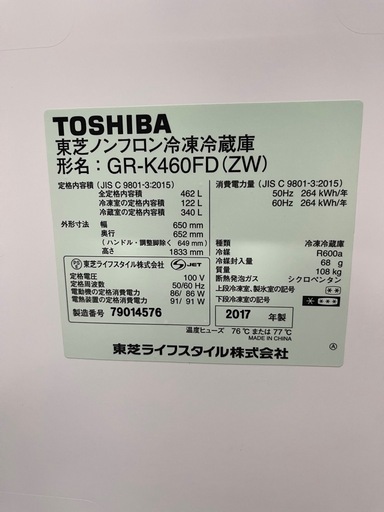 TOSHIBA
東芝ノンフロン冷凍冷蔵庫
形名：GR-K460FD(ZW)
定格内容積 (JIS C 9801-3:2015)
全定格内容積 462 L
冷凍室の定格内容積 122 L
冷蔵室の定格内容積 340 L
外形寸法 幅 650 mm
奥行 652 mm
(ハンドル・調整脚除く 649 mm)
高さ 1833 mm
東芝ライフスタイル株式会社
S JET
定格電圧 100 V
定格周波数 50/60 Hz
電動機の定格消費電力 86/ 86 W
電熱装置の定格消費電力 91/ 91 W
製造番号 79014576
消費電力量 (JIS C 9801-3:2015)
50Hz 264 kWh/年
60Hz 264 kWh/年
種類 冷凍冷蔵庫
冷媒 R600a
冷媒封入量 68 g
質量 108 kg
断熱発泡ガス シクロペンタン
上段冷凍室、製氷室の記号
下段冷凍室の記号
温度ヒューズ 76 ℃ または 77 ℃
2017 年製
MADE IN CHINA
東芝ライフスタイル株式会社
A